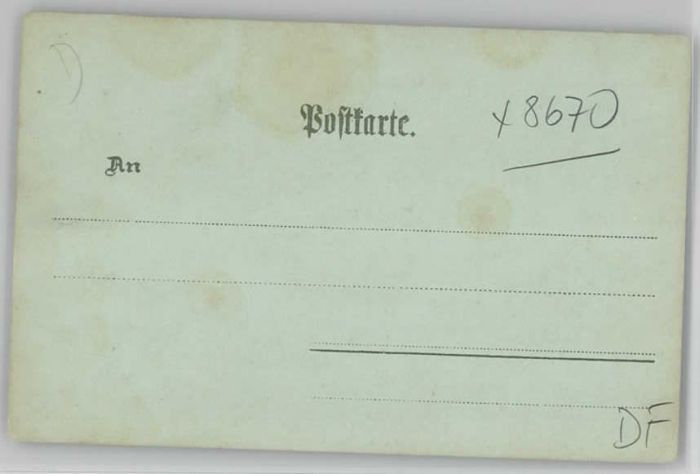 Postkarte.
x 8670
An
DF